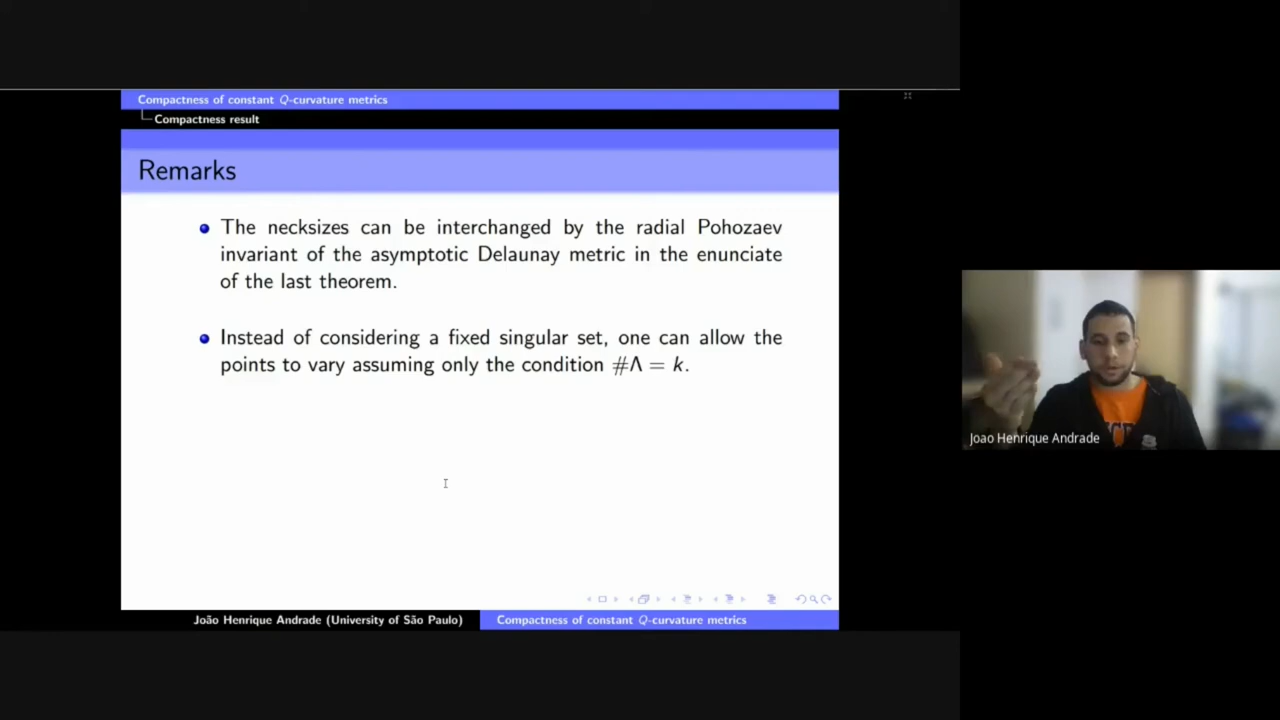 Compactness of constant Q-curvature metrics
Compactness result
Remarks
The necksizes can be interchanged by the radial Pohozaev
invariant of the asymptotic Delaunay metric in the enunciate
of the last theorem.
Instead of considering a fixed singular set, one can allow the
points to vary assuming only the condition #Λ = k.
Joao Henrique Andrade
João Henrique Andrade (University of São Paulo)
Compactness of constant Q-curvature metrics